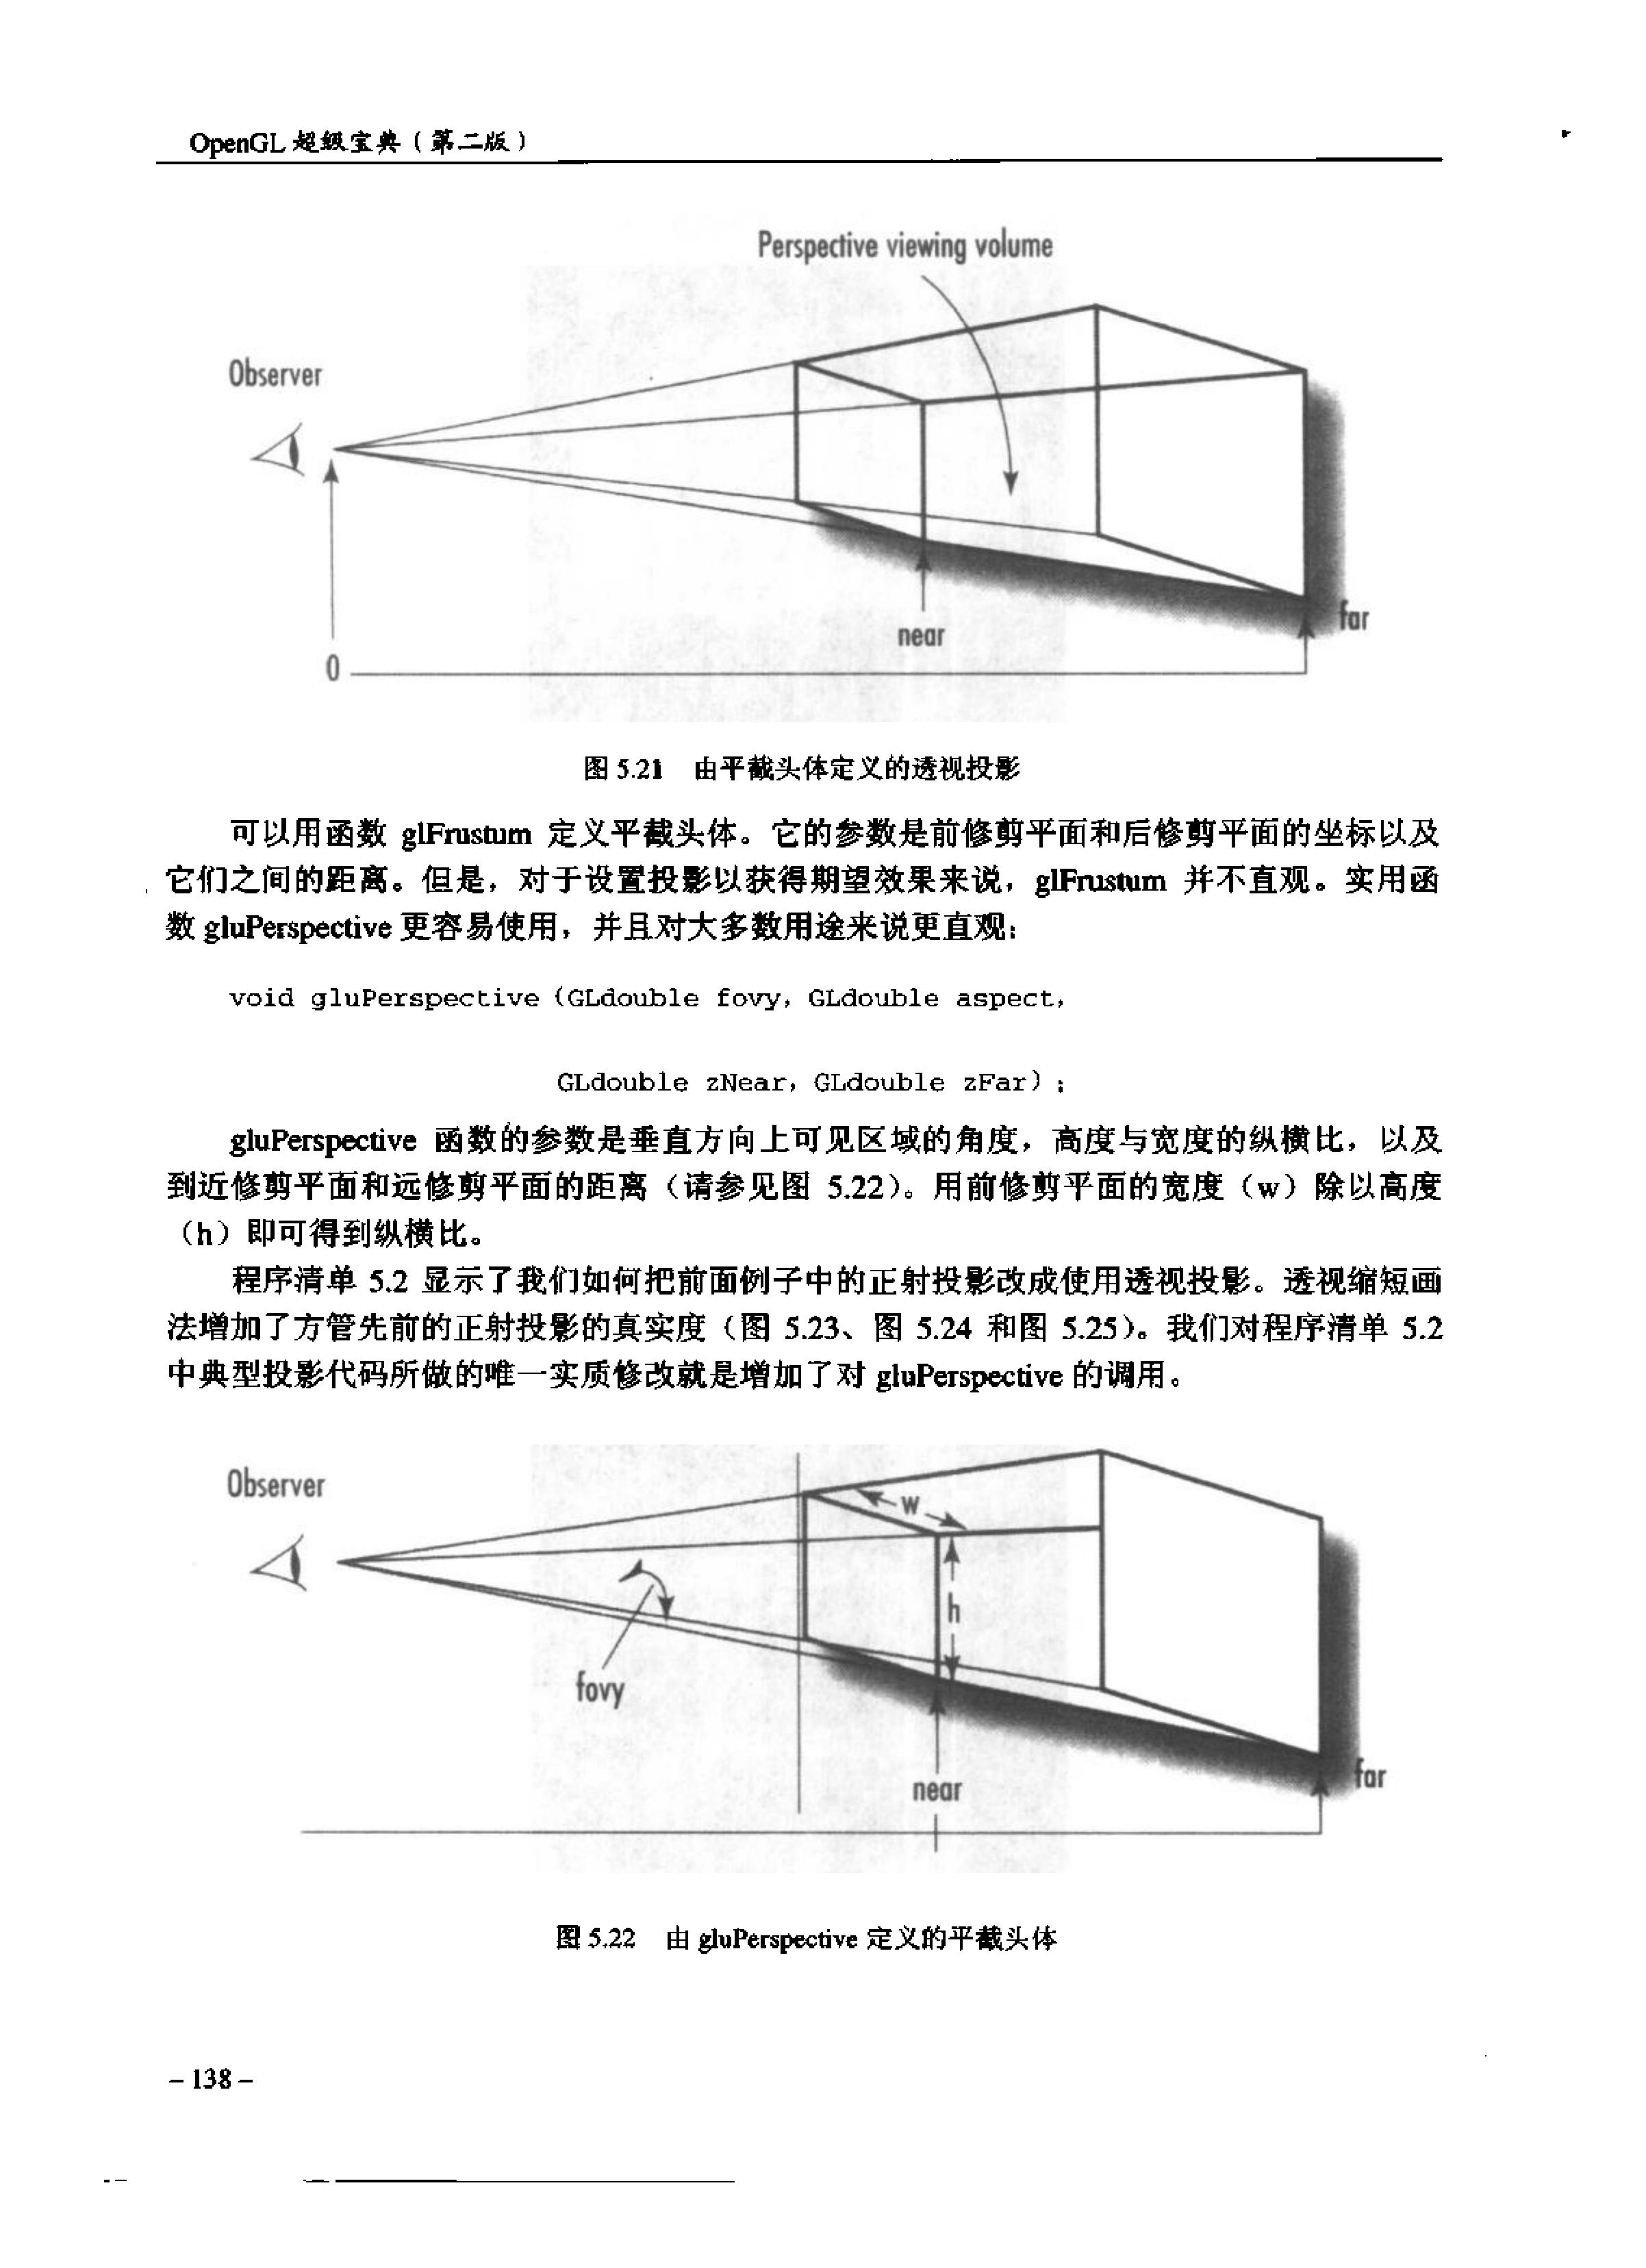 OpenGL 超级宝典（第二版）
Perspective viewing volume
Observer
near
far
0
图 5.21 由平截头体定义的透视投影
可以用函数 glFrustum 定义平截头体。它的参数是前修剪平面和后修剪平面的坐标以及
它们之间的距离。但是，对于设置投影以获得期望效果来说，glFrustum 并不直观。实用函
数 gluPerspective 更容易使用，并且对大多数用途来说更直观：
void gluPerspective（GLdouble fovy，GLdouble aspect，
GLdouble zNear，GLdouble zFar）；
gluPerspective 函数的参数是垂直方向上可见区域的角度，高度与宽度的纵横比，以及
到近修剪平面和远修剪平面的距离（请参见图 5.22）。用前修剪平面的宽度（w）除以高度
（h）即可得到纵横比。
程序清单 5.2 显示了我们如何把前面例子中的正射投影改成使用透视投影。透视缩短画
法增加了方管先前的正射投影的真实度（图 5.23、图 5.24 和图 5.25）。我们对程序清单 5.2
中典型投影代码所做的唯一实质修改就是增加了对 gluPerspective 的调用。
Observer
w
h
fovy
near
far
图 5.22 由 gluPerspective 定义的平截头体
－138－